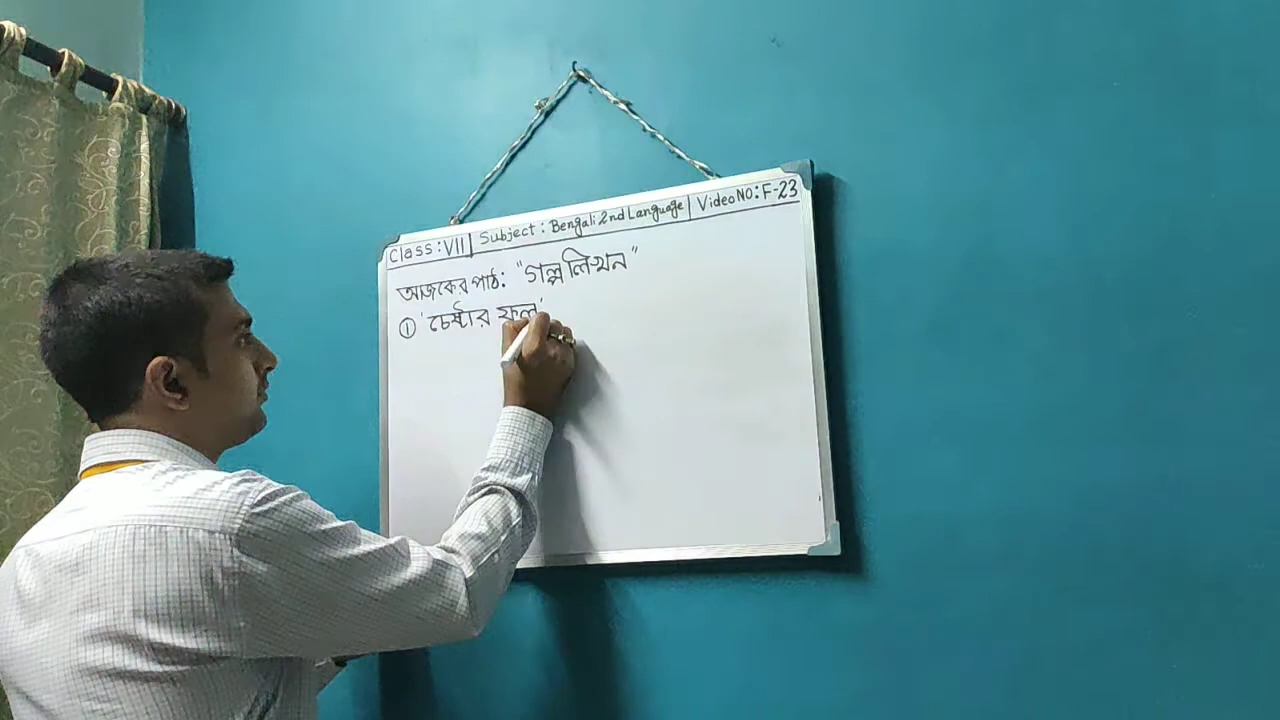 Class: VII | Subject: Bengali 2nd Language | Video NO: F-23
আজকের পাঠ: "গল্প লিখন"
① 'চেষ্টার ফল'